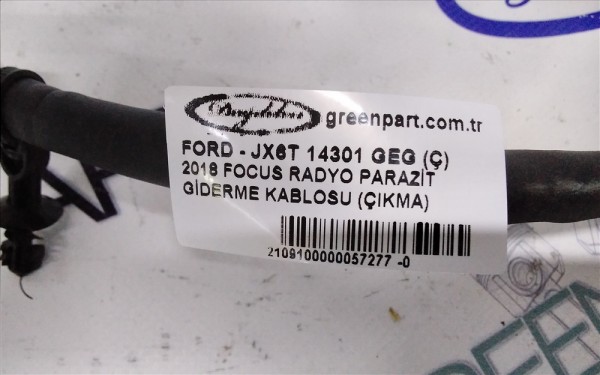 greenpart.com.tr
FORD - JX6T 14301 GEG (Ç)
2018 FOCUS RADYO PARAZİT
GİDERME KABLOSU (ÇIKMA)
2109100000057277 -0